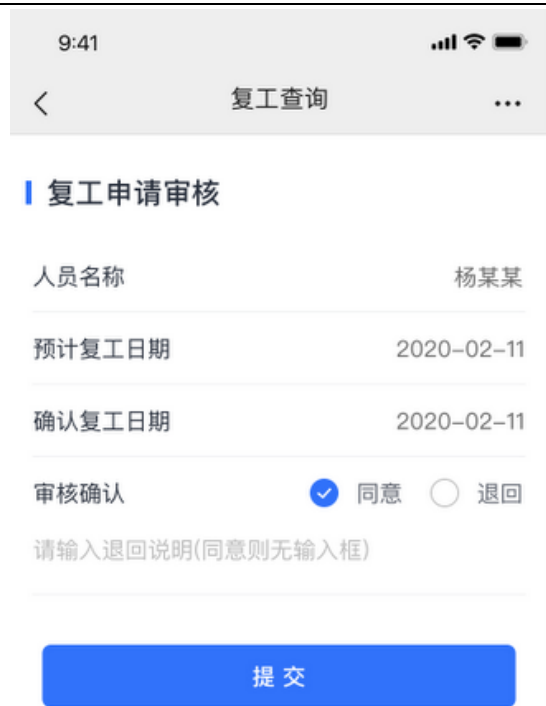 9:41
复工查询
复工申请审核
人员名称 杨某某
预计复工日期 2020-02-11
确认复工日期 2020-02-11
审核确认 同意 退回
请输入退回说明(同意则无输入框)
提交